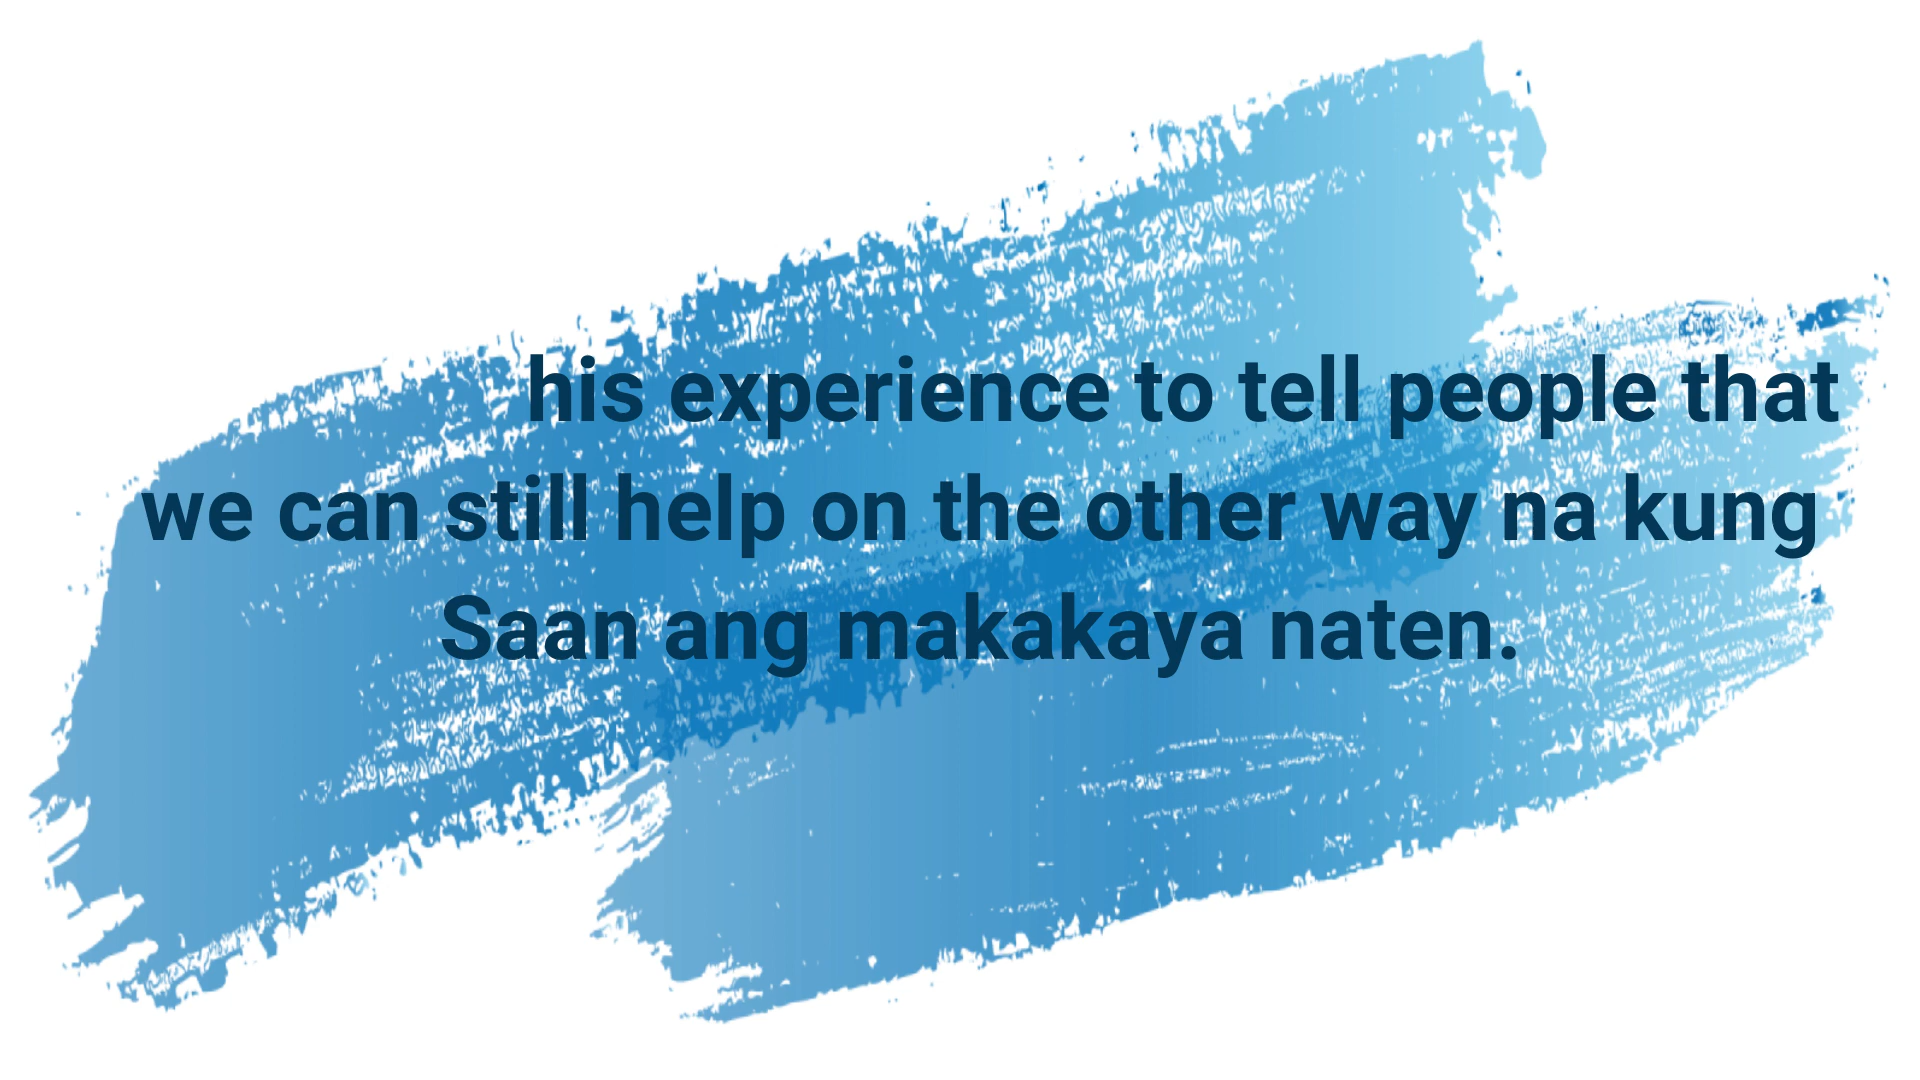 his experience to tell people that
we can still help on the other way na kung
Saan ang makakaya naten.